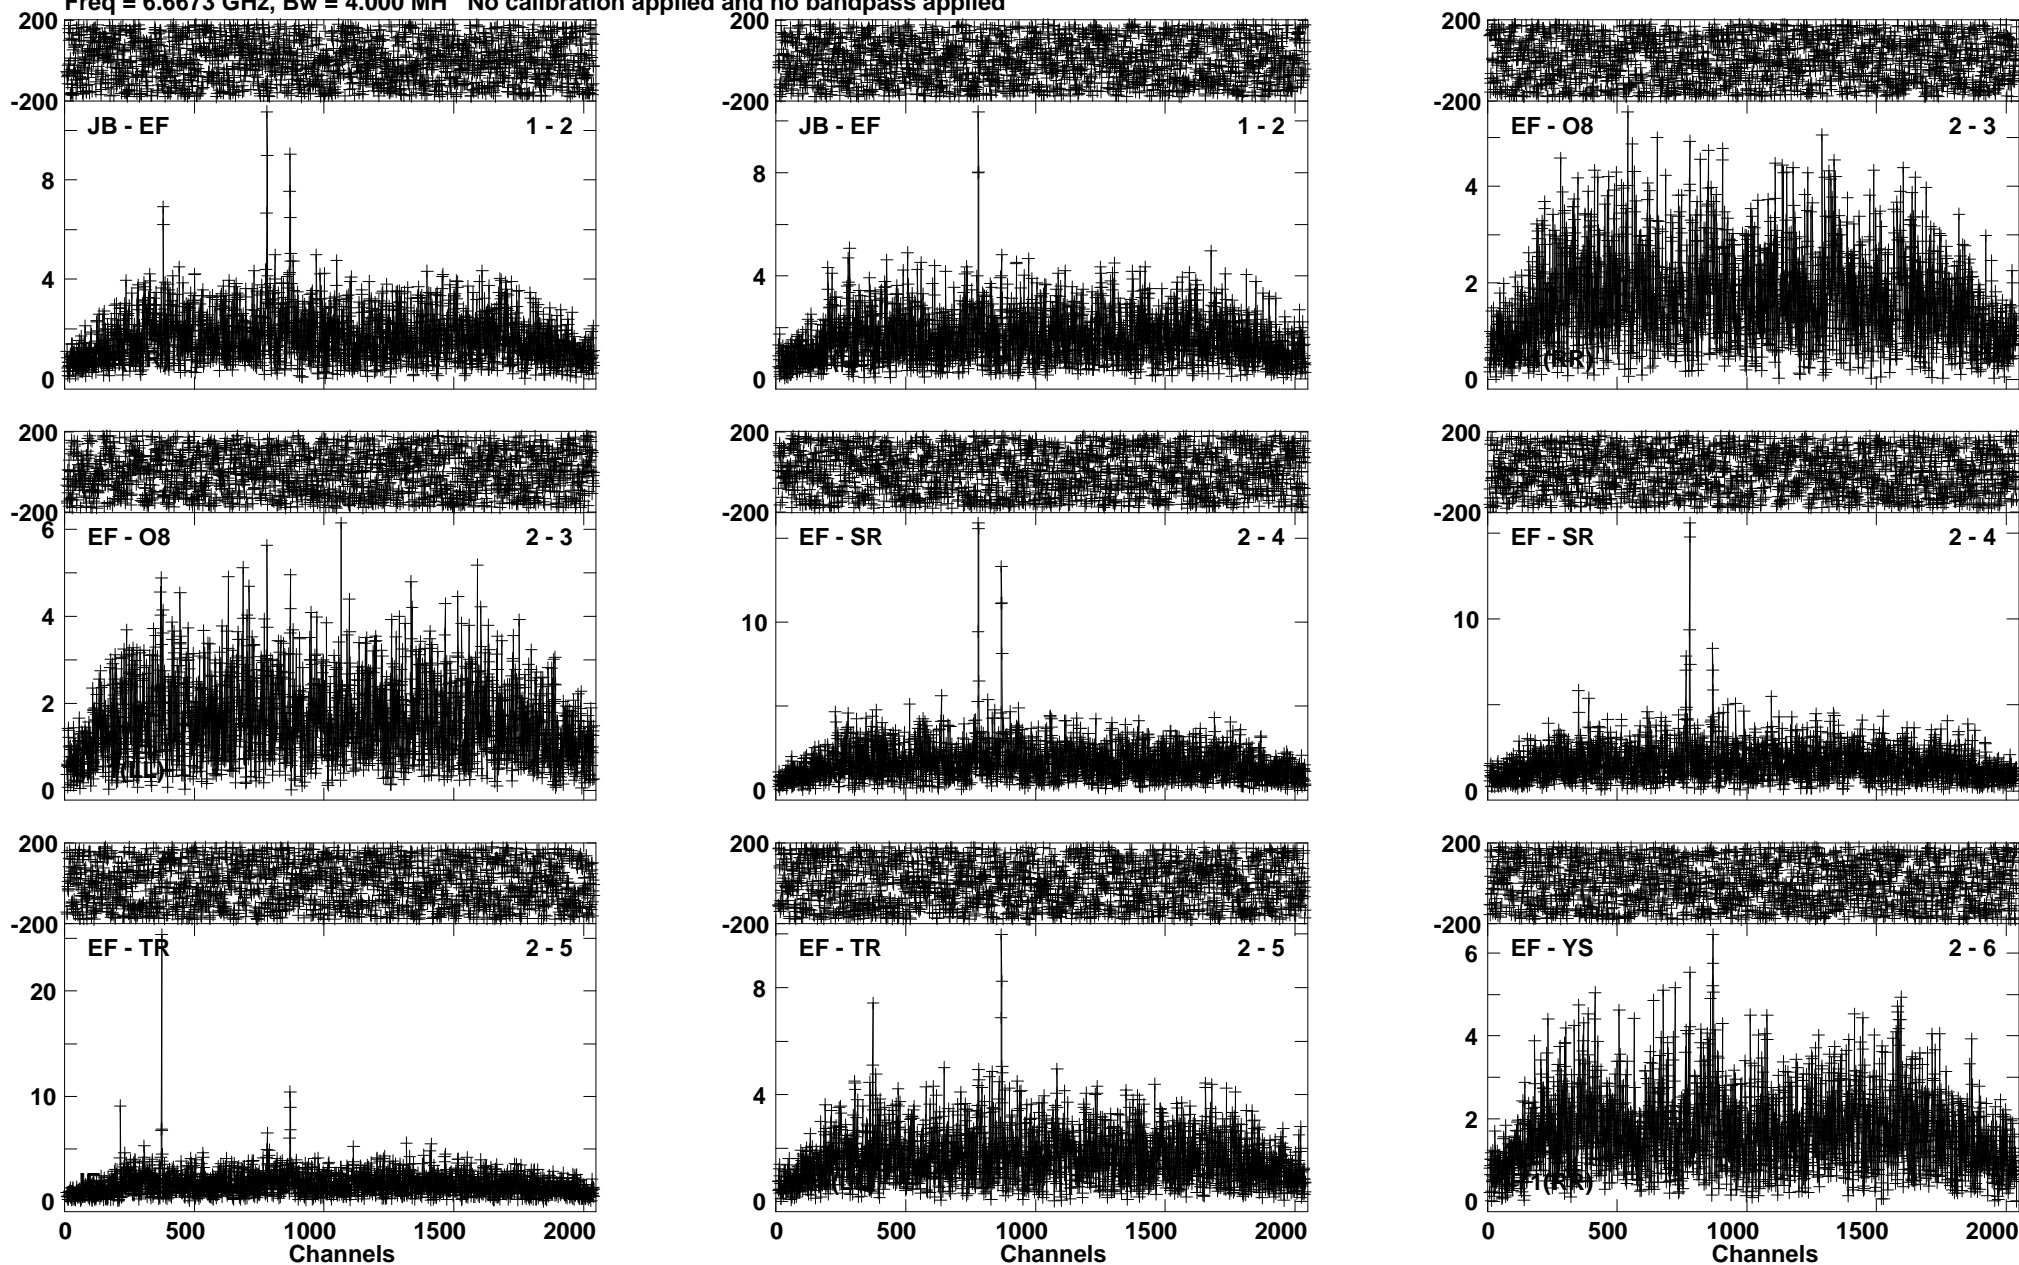 Freq = 6.6673 GHz, Bw = 4.000 MH   No calibration applied and no bandpass applied
200 200 200
-200 -200 -200
JB - EF 1 - 2 JB - EF 1 - 2 EF - O8 2 - 3
8 8 4
4 4 2
0 0 0
(RR)
200 200 200
-200 -200 -200
6
EF - O8 2 - 3 EF - SR 2 - 4 EF - SR 2 - 4
4 10 10
2
0 0 0
(LL)
200 200 200
-200 -200 -200
EF - TR 2 - 5 EF - TR 2 - 5 EF - YS 2 - 6
20 8 6
10 4 4
2
0 0 0
1(RR)
0 500 1000 1500 2000 0 500 1000 1500 2000 0 500 1000 1500 2000
Channels Channels Channels